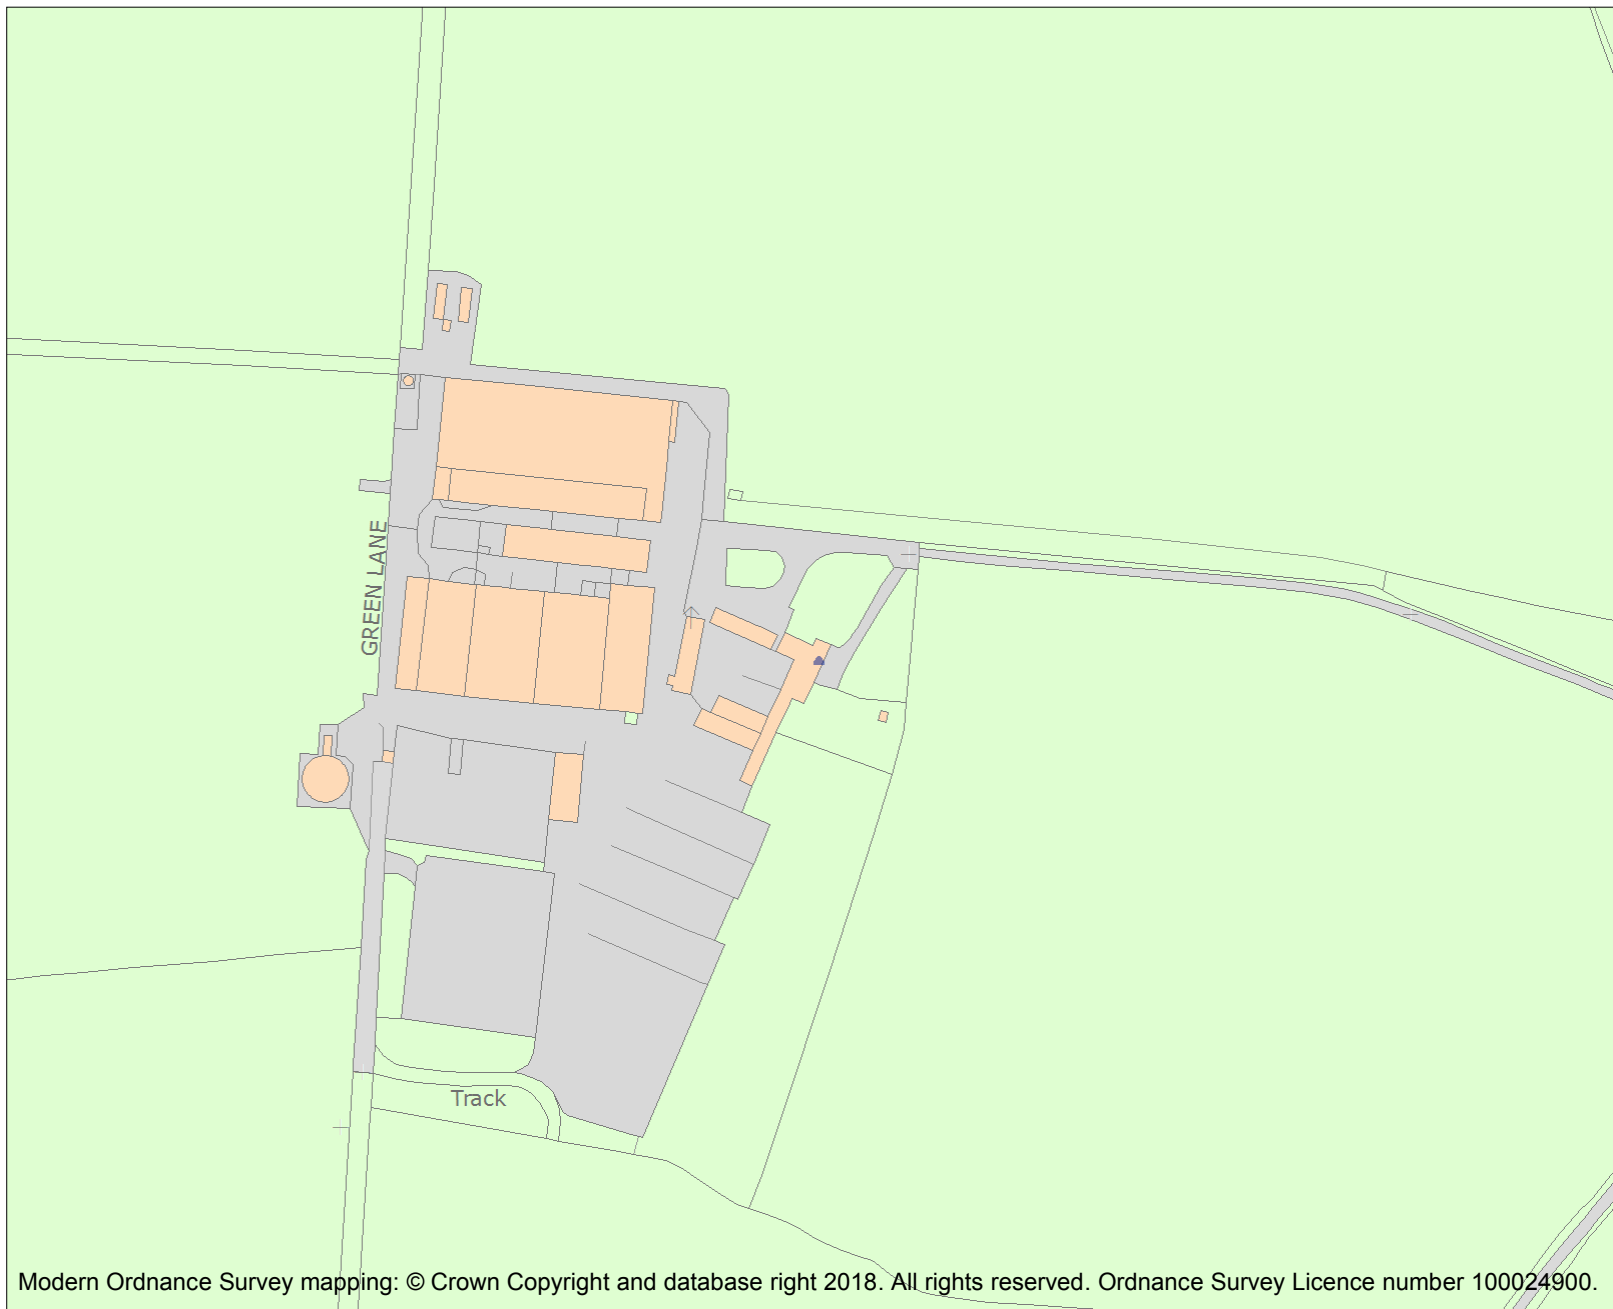 GREEN LANE
Track
Modern Ordnance Survey mapping: © Crown Copyright and database right 2018. All rights reserved. Ordnance Survey Licence number 100024900.